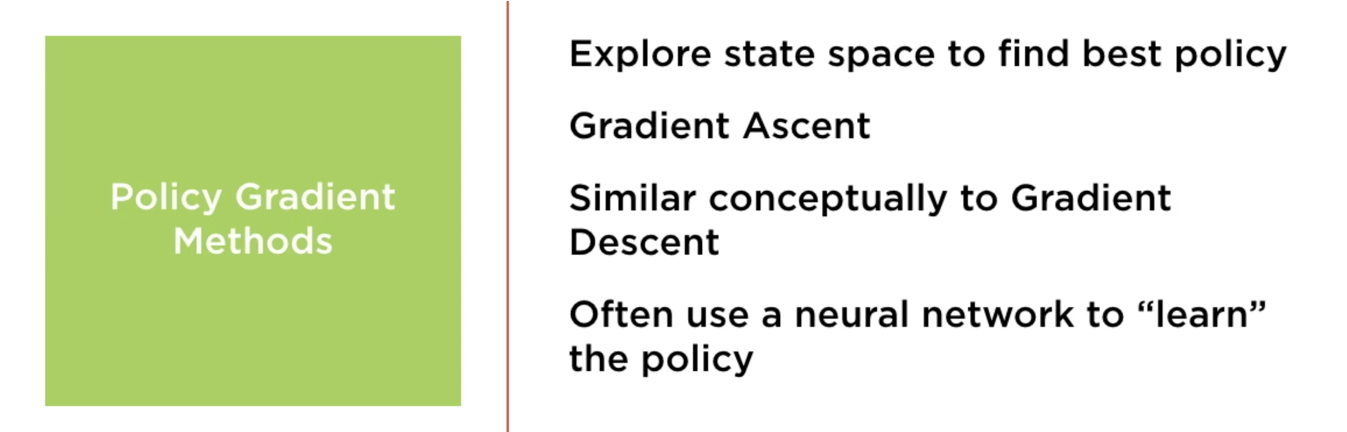 Policy Gradient
Methods
Explore state space to find best policy
Gradient Ascent
Similar conceptually to Gradient
Descent
Often use a neural network to “learn”
the policy